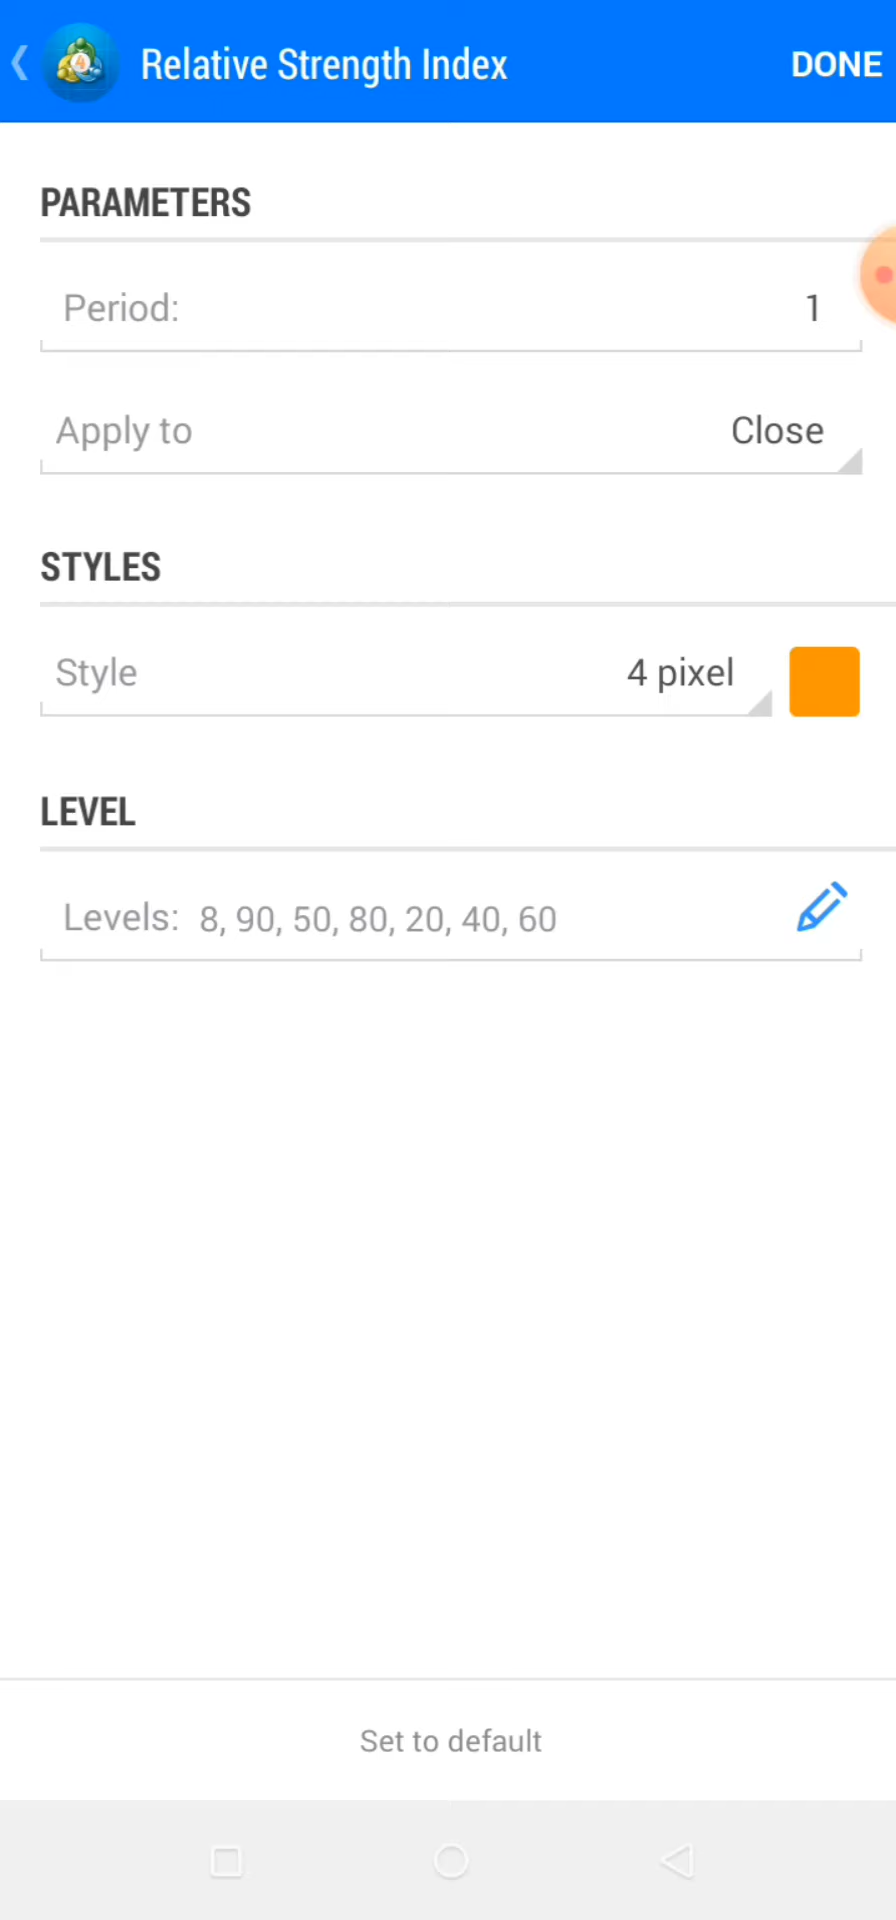 Relative Strength Index DONE
PARAMETERS
Period: 1
Apply to Close
STYLES
Style 4 pixel
LEVEL
Levels: 8, 90, 50, 80, 20, 40, 60
Set to default